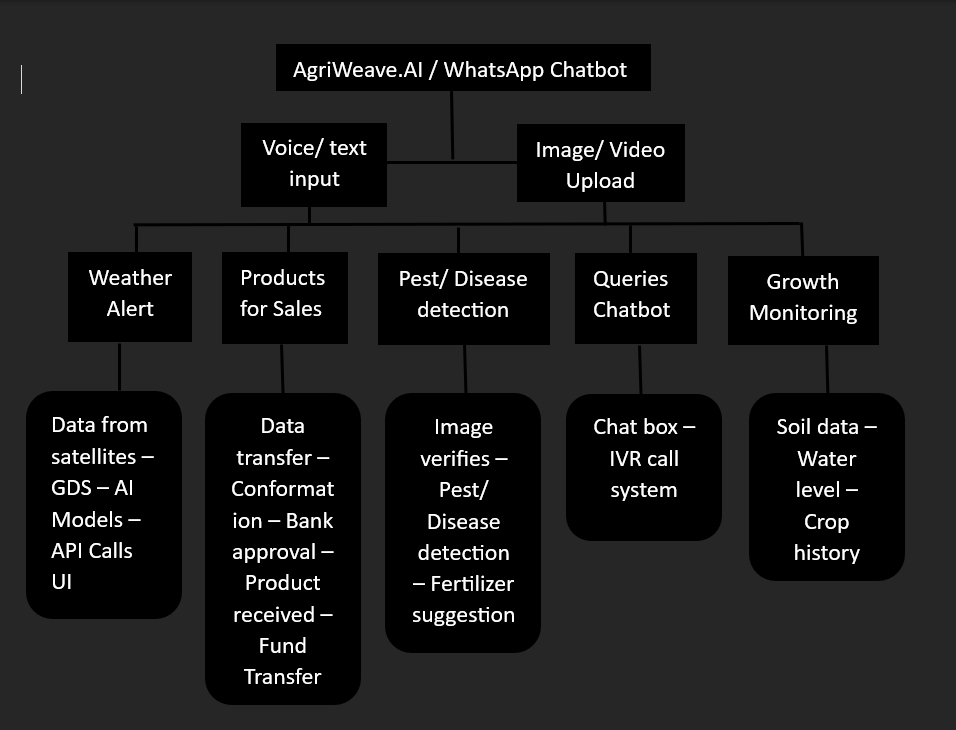 AgriWeave.AI / WhatsApp Chatbot
Voice/ text
input
Image/ Video
Upload
Weather
Alert
Products
for Sales
Pest/ Disease
detection
Queries
Chatbot
Growth
Monitoring
Data from
satellites –
GDS – AI
Models –
API Calls
UI
Data
transfer –
Conformat
ion – Bank
approval –
Product
received –
Fund
Transfer
Image
verifies –
Pest/
Disease
detection
– Fertilizer
suggestion
Chat box –
IVR call
system
Soil data –
Water
level –
Crop
history